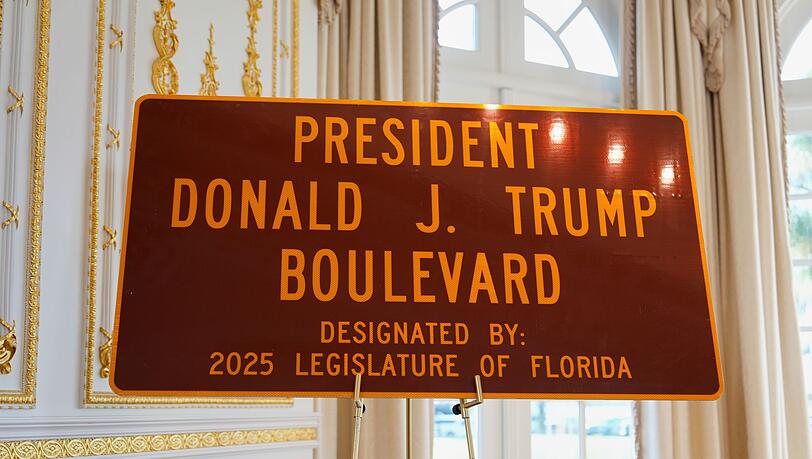 PRESIDENT
DONALD J. TRUMP
BOULEVARD
DESIGNATED BY:
2025 LEGISLATURE OF FLORIDA